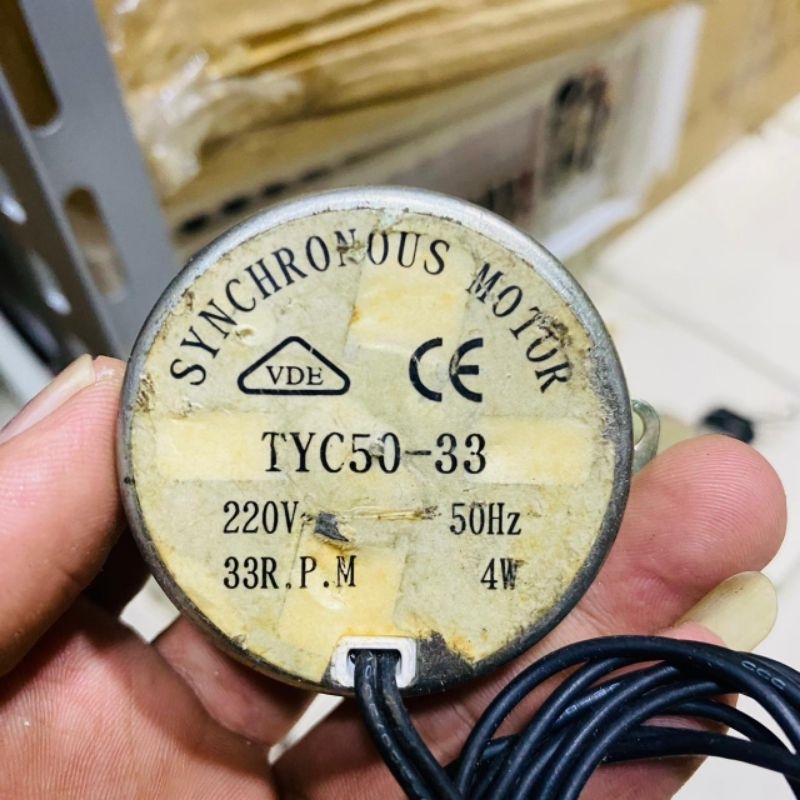 SYNCHRONOUS MOTOR
VDE CE
TYC50-33
220V 50Hz
33R.P.M 4W